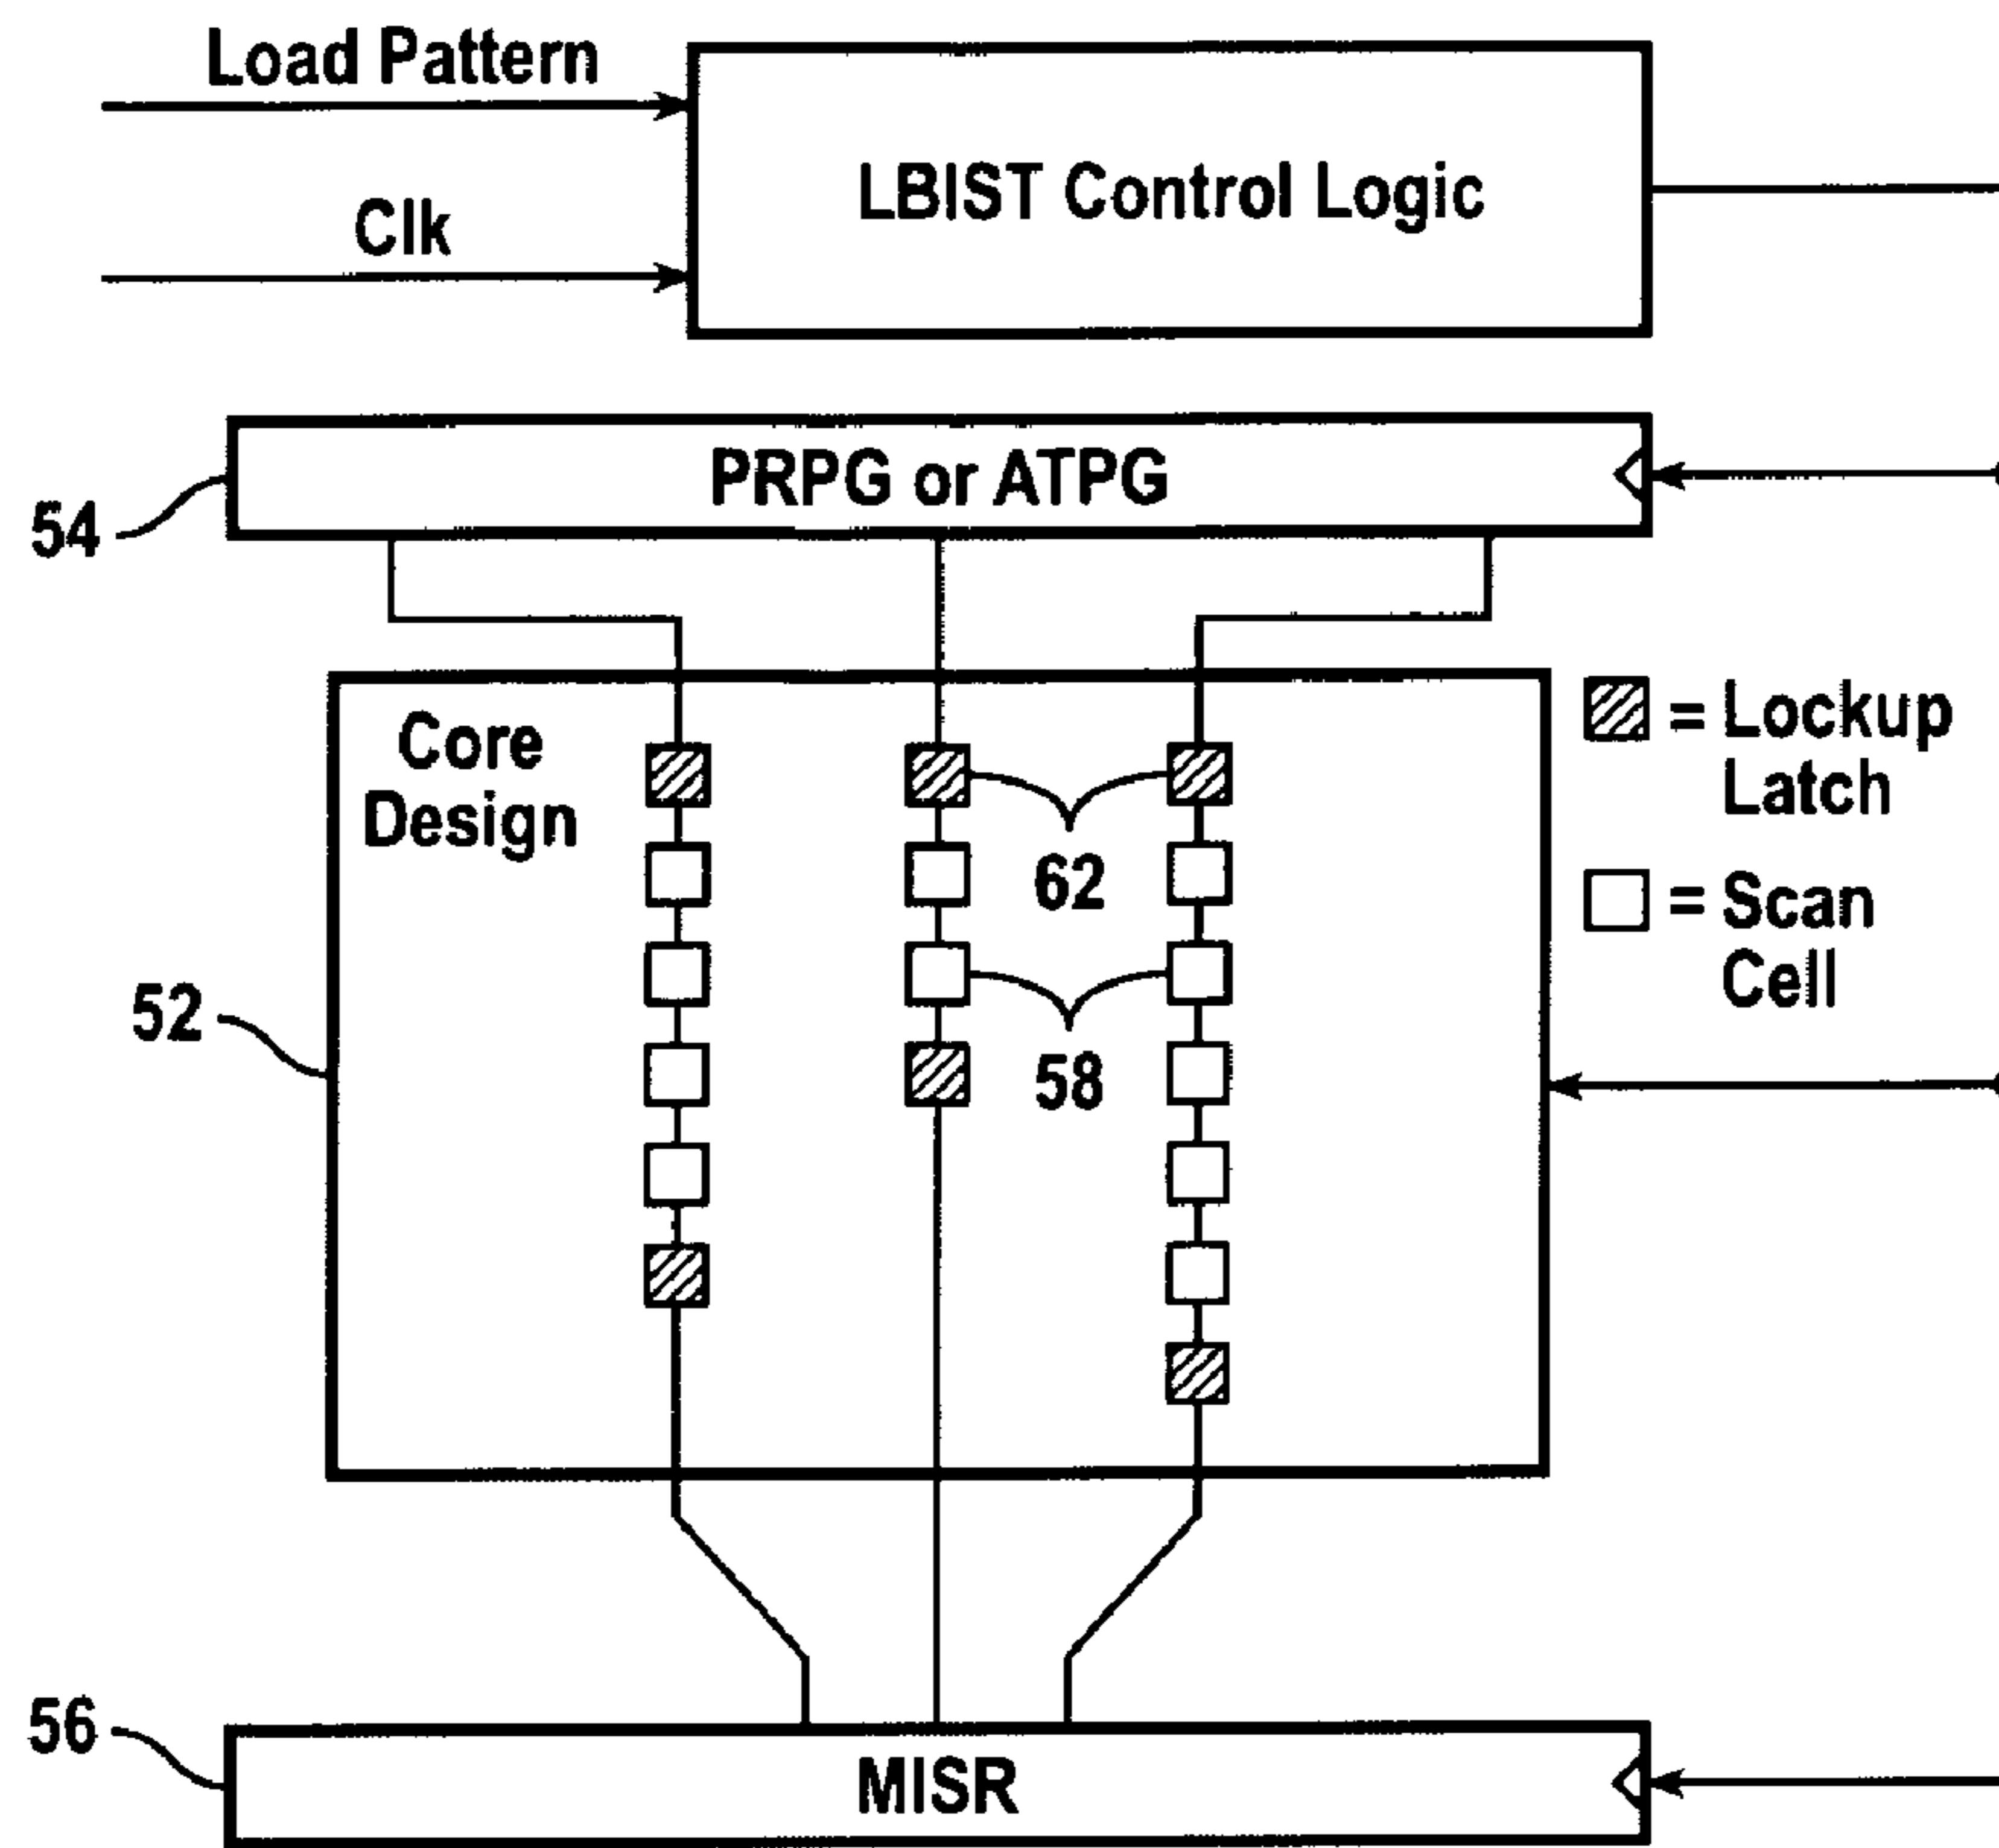 Load Pattern
Clk
LBIST Control Logic
PRPG or ATPG
54
Core
Design
= Lockup
Latch
62
= Scan
Cell
52
58
56
MISR